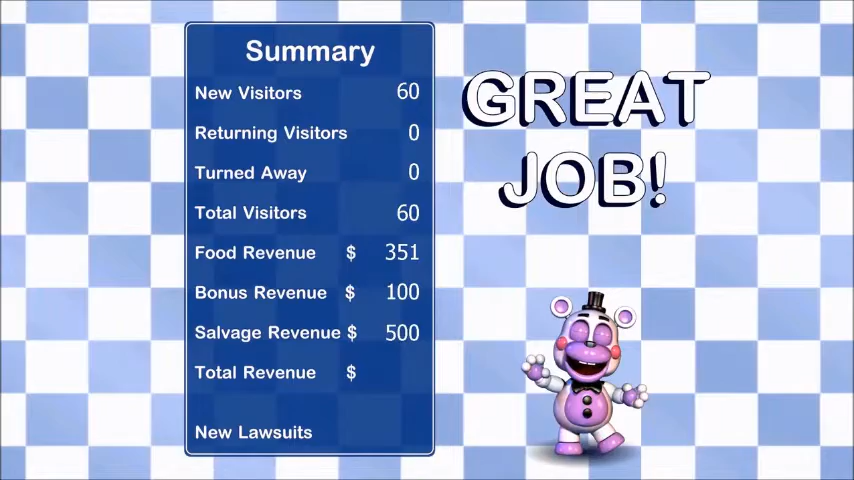 Summary
New Visitors 60
Returning Visitors 0
Turned Away 0
Total Visitors 60
Food Revenue $ 351
Bonus Revenue $ 100
Salvage Revenue $ 500
Total Revenue $
New Lawsuits
GREAT
JOB!